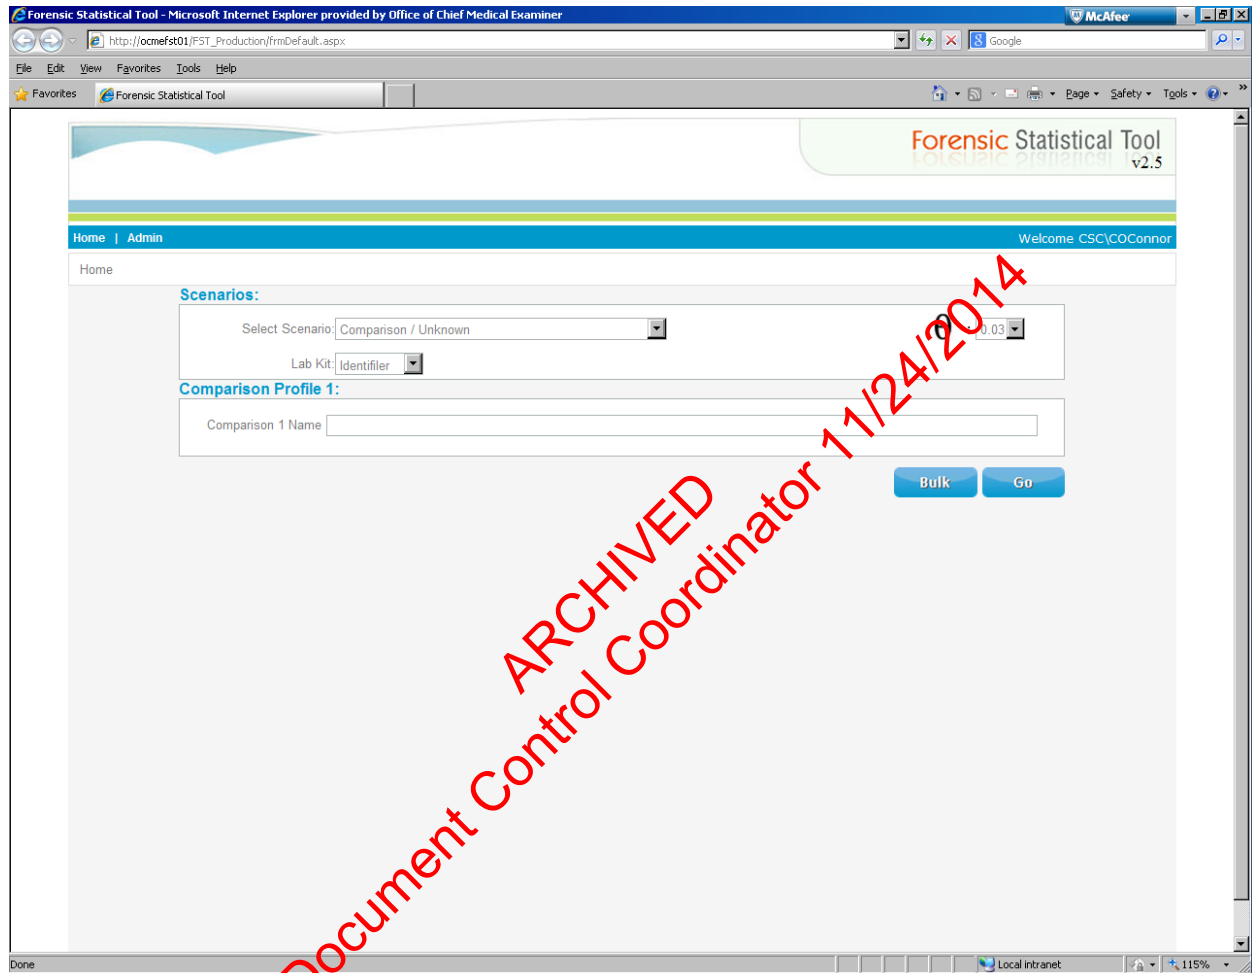 Forensic Statistical Tool - Microsoft Internet Explorer provided by Office of Chief Medical Examiner
McAfee
http://ocmefst01/FST_Production/frmDefault.aspx
Google
File Edit View Favorites Tools Help
Favorites Forensic Statistical Tool Page Safety Tools
Forensic Statistical Tool
v2.5
Home | Admin Welcome CSC\COConnor
Home
Scenarios:
Select Scenario: Comparison / Unknown θ : 0.03
Lab Kit: Identifiler
Comparison Profile 1:
Comparison 1 Name
Bulk Go
ARCHIVED
Document Control Coordinator 11/24/2014
Done Local intranet 115%